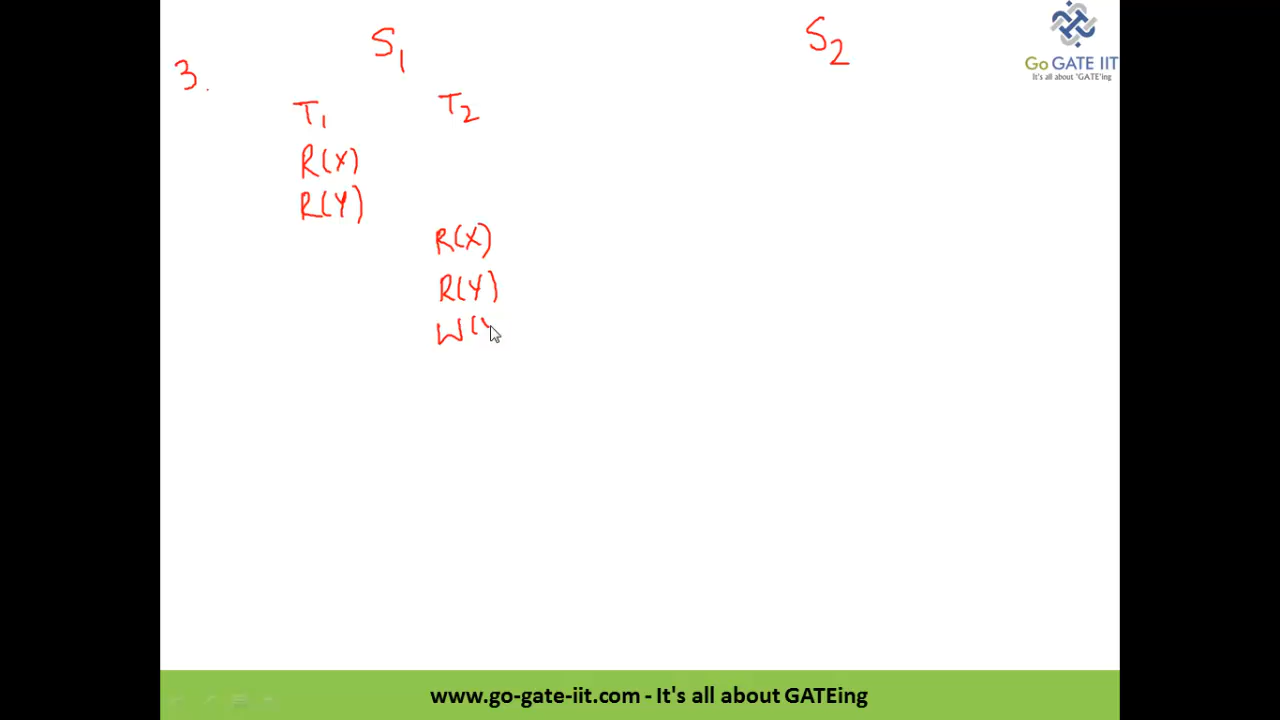 S1 S2
Go GATE IIT
It's all about 'GATE'ing
3.
T1 T2
R(X)
R(Y)
R(X)
R(Y)
W(
www.go-gate-iit.com - It's all about GATEing